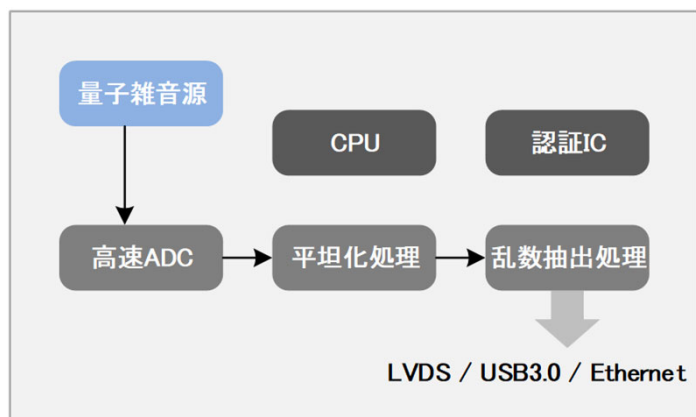 量子雑音源
CPU
認証IC
高速ADC
平坦化処理
乱数抽出処理
LVDS / USB3.0 / Ethernet